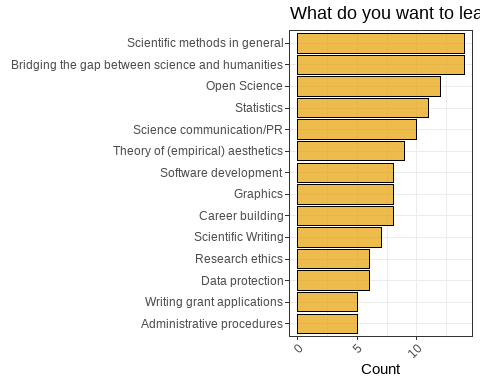 What do you want to lea
Scientific methods in general
Bridging the gap between science and humanities
Open Science
Statistics
Science communication/PR
Theory of (empirical) aesthetics
Software development
Graphics
Career building
Scientific Writing
Research ethics
Data protection
Writing grant applications
Administrative procedures
0 5 10
Count